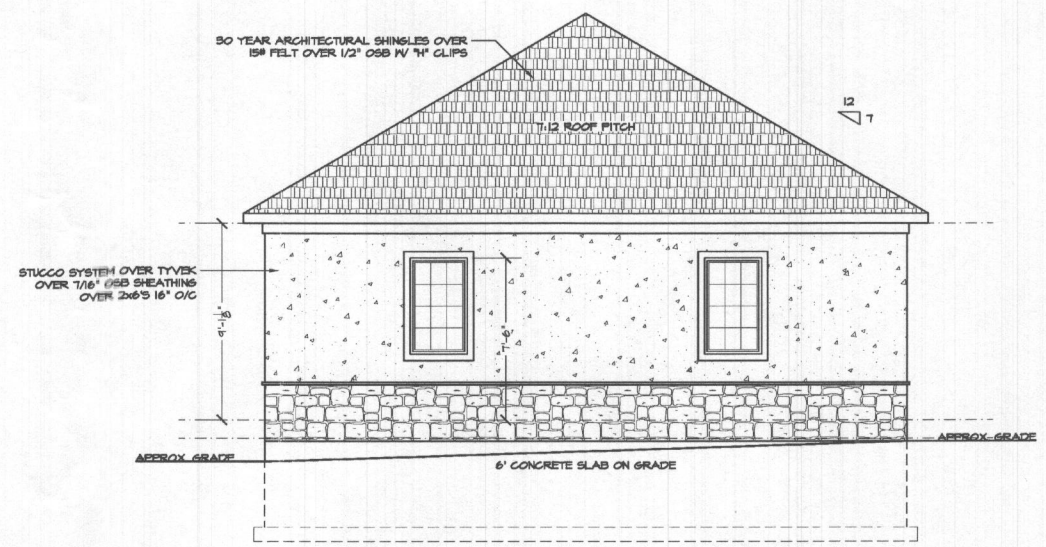 30 YEAR ARCHITECTURAL SHINGLES OVER
15# FELT OVER 1/2" OSB W/ "H" CLIPS
12
7
7:12 ROOF PITCH
STUCCO SYSTEM OVER TYVEK
OVER 7/16" OSB SHEATHING
OVER 2x6'S 16" O/C
7'-6"
APPROX GRADE
APPROX GRADE
6' CONCRETE SLAB ON GRADE